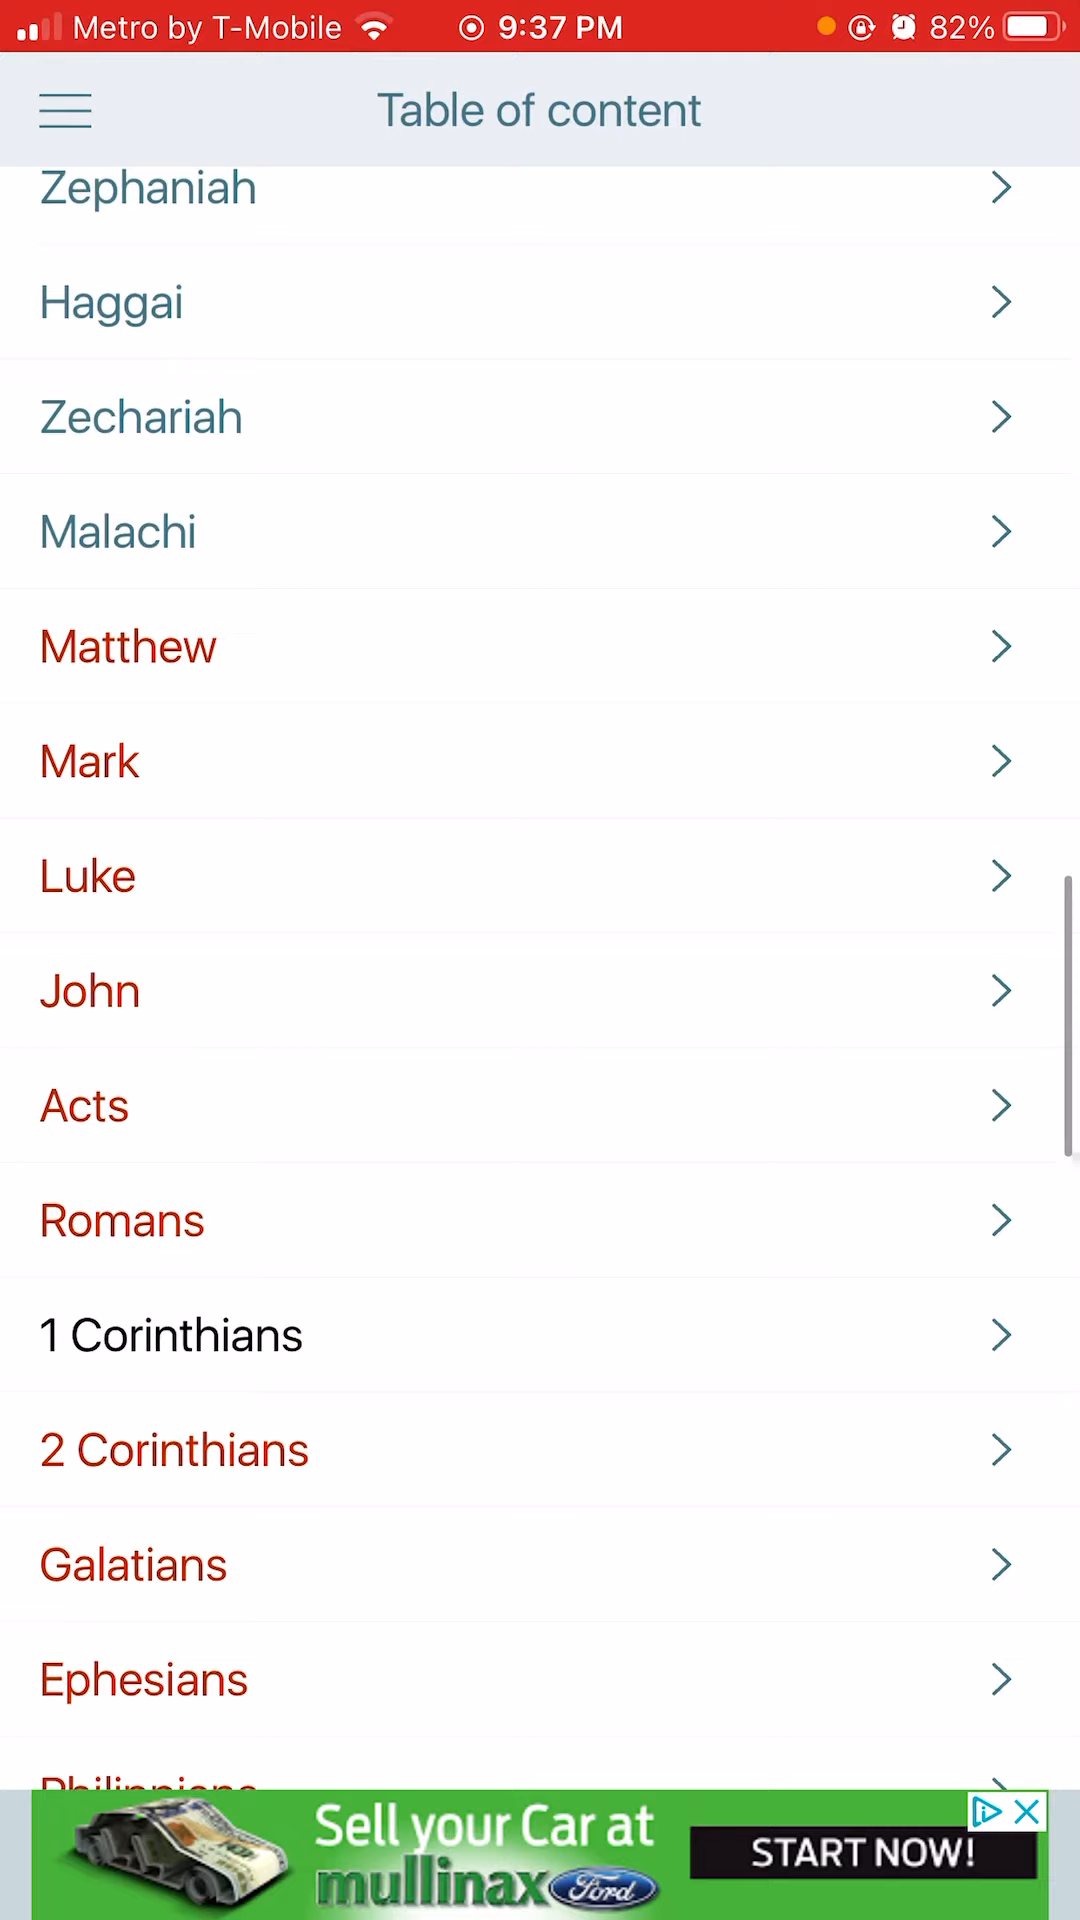 Metro by T-Mobile 9:37 PM 82%
Table of content
Zephaniah
Haggai
Zechariah
Malachi
Matthew
Mark
Luke
John
Acts
Romans
1 Corinthians
2 Corinthians
Galatians
Ephesians
Philippians
Sell your Car at
mullinax Ford
START NOW!